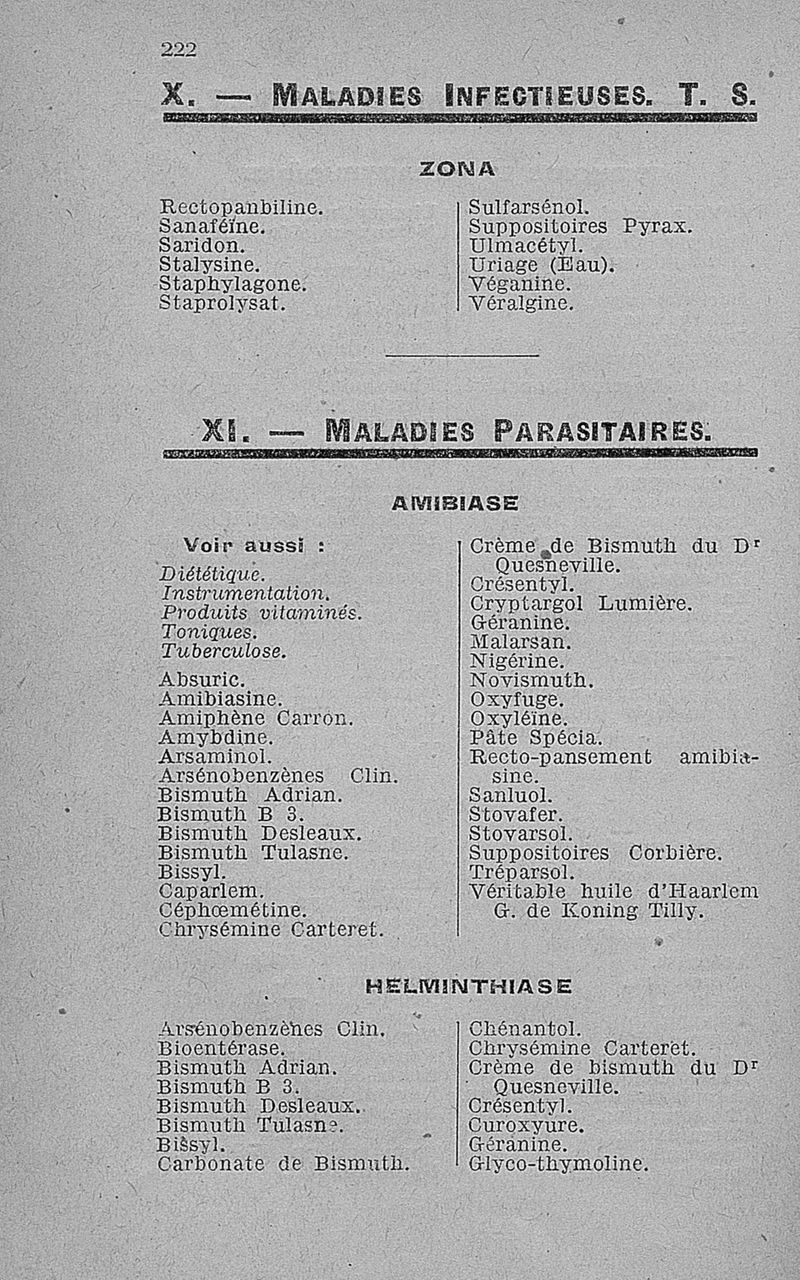 222
X. — MALADIES INFECTIEUSES. T. S.
ZONA
Rectopanbiline.
Sanaféïne.
Saridon.
Stalysine.
Staphylagone.
Staprolysat.
Sulfarsénol.
Suppositoires Pyrax.
Ulmacétyl.
Uriage (Eau).
Véganine.
Véralgine.
XI. — MALADIES PARASITAIRES.
AMIBIASE
Voir aussi :
Diététique.
Instrumentation.
Produits vitaminés.
Toniques.
Tuberculose.
Absuric.
Amibiasine.
Amiphène Carron.
Amybdine.
Arsaminol.
Arsénobenzènes Clin.
Bismuth Adrian.
Bismuth B 3.
Bismuth Desleaux.
Bismuth Tulasne.
Bissyl.
Caparlem.
Céphœmétine.
Chrysémine Carteret.
Crème de Bismuth du Dr
Quesneville.
Crésentyl.
Cryptargol Lumière.
Géranine.
Malarsan.
Nigérine.
Novismuth.
Oxyfuge.
Oxyléïne.
Pâte Spécia.
Recto-pansement amibia-
sine.
Sanluol.
Stovafer.
Stovarsol.
Suppositoires Corbière.
Tréparsol.
Véritable huile d'Haarlem
G. de Koning Tilly.
HELMINTHIASE
Arsénobenzènes Clin.
Bioentérase.
Bismuth Adrian.
Bismuth B 3.
Bismuth Desleaux.
Bismuth Tulasne.
Bissyl.
Carbonate de Bismuth.
Chénantol.
Chrysémine Carteret.
Crème de bismuth du Dr
Quesneville.
Crésentyl.
Curoxyure.
Géranine.
Glyco-thymoline.